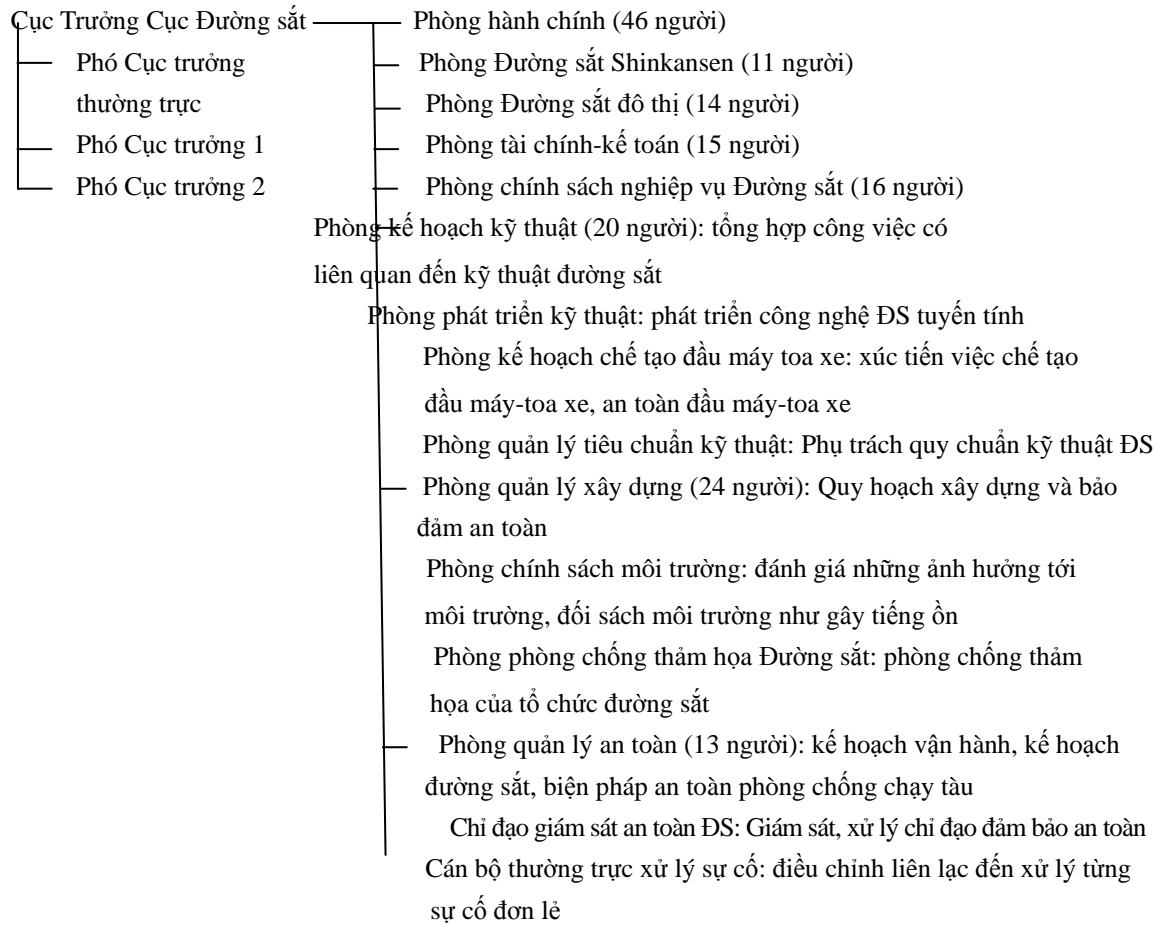 Cục Trưởng Cục Đường sắt
Phó Cục trưởng
thường trực
Phó Cục trưởng 1
Phó Cục trưởng 2
Phòng hành chính (46 người)
Phòng Đường sắt Shinkansen (11 người)
Phòng Đường sắt đô thị (14 người)
Phòng tài chính-kế toán (15 người)
Phòng chính sách nghiệp vụ Đường sắt (16 người)
Phòng kế hoạch kỹ thuật (20 người): tổng hợp công việc có
liên quan đến kỹ thuật đường sắt
Phòng phát triển kỹ thuật: phát triển công nghệ ĐS tuyến tính
Phòng kế hoạch chế tạo đầu máy toa xe: xúc tiến việc chế tạo
đầu máy-toa xe, an toàn đầu máy-toa xe
Phòng quản lý tiêu chuẩn kỹ thuật: Phụ trách quy chuẩn kỹ thuật ĐS
Phòng quản lý xây dựng (24 người): Quy hoạch xây dựng và bảo
đảm an toàn
Phòng chính sách môi trường: đánh giá những ảnh hưởng tới
môi trường, đối sách môi trường như gây tiếng ồn
Phòng phòng chống thảm họa Đường sắt: phòng chống thảm
họa của tổ chức đường sắt
Phòng quản lý an toàn (13 người): kế hoạch vận hành, kế hoạch
đường sắt, biện pháp an toàn phòng chống chạy tàu
Chỉ đạo giám sát an toàn ĐS: Giám sát, xử lý chỉ đạo đảm bảo an toàn
Cán bộ thường trực xử lý sự cố: điều chỉnh liên lạc đến xử lý từng
sự cố đơn lẻ